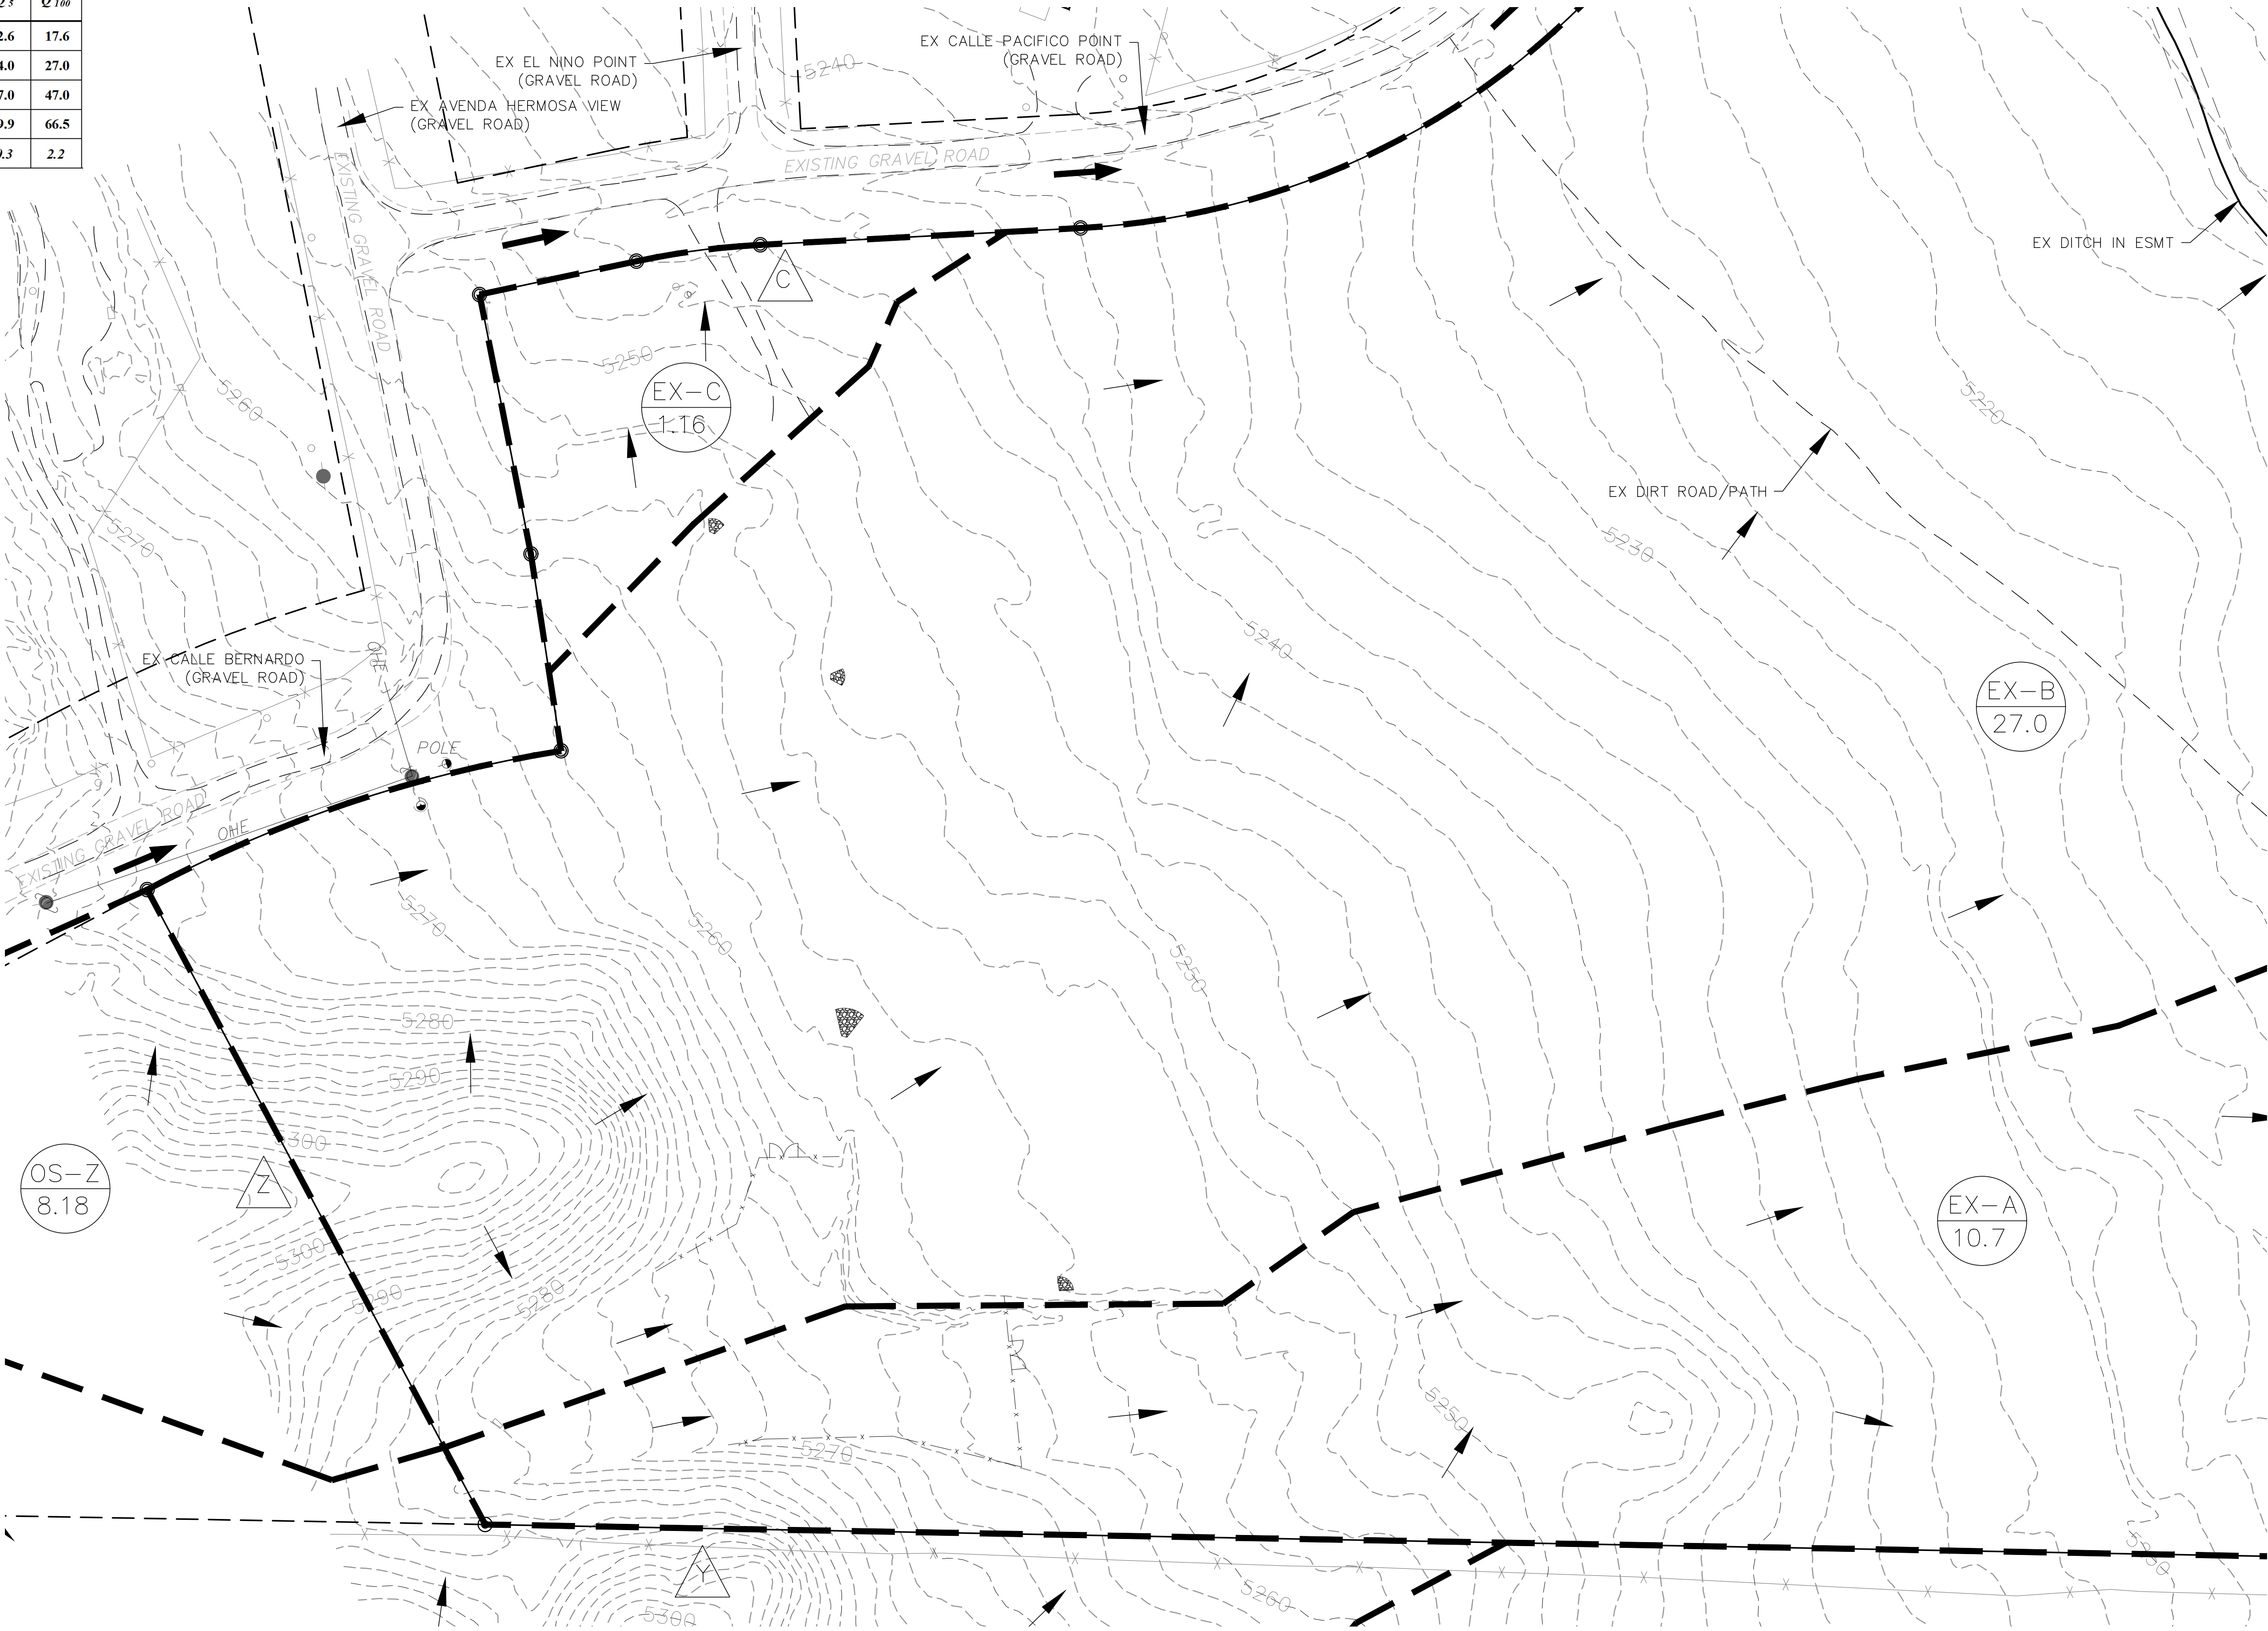 Q 100
2.6 17.6
4.0 27.0
7.0 47.0
9.9 66.5
0.3 2.2
EX EL NINO POINT
(GRAVEL ROAD)
EX AVENDA HERMOSA VIEW
(GRAVEL ROAD)
EX CALLE PACIFICO POINT
(GRAVEL ROAD)
5240
EXISTING GRAVEL ROAD
EXISTING GRAVEL ROAD
EX DITCH IN ESMT
C
5250
EX-C
1.16
5260
5220
5270
EX DIRT ROAD/PATH
5230
5240
EX CALLE BERNARDO
(GRAVEL ROAD)
OHE
EX-B
27.0
POLE
EXISTING GRAVEL ROAD
OHE
5270
5260
5250
5280
5290
5300
OS-Z
8.18
Z
EX-A
10.7
5300
5290
5280
5250
5270
Y
5300
5260
5230